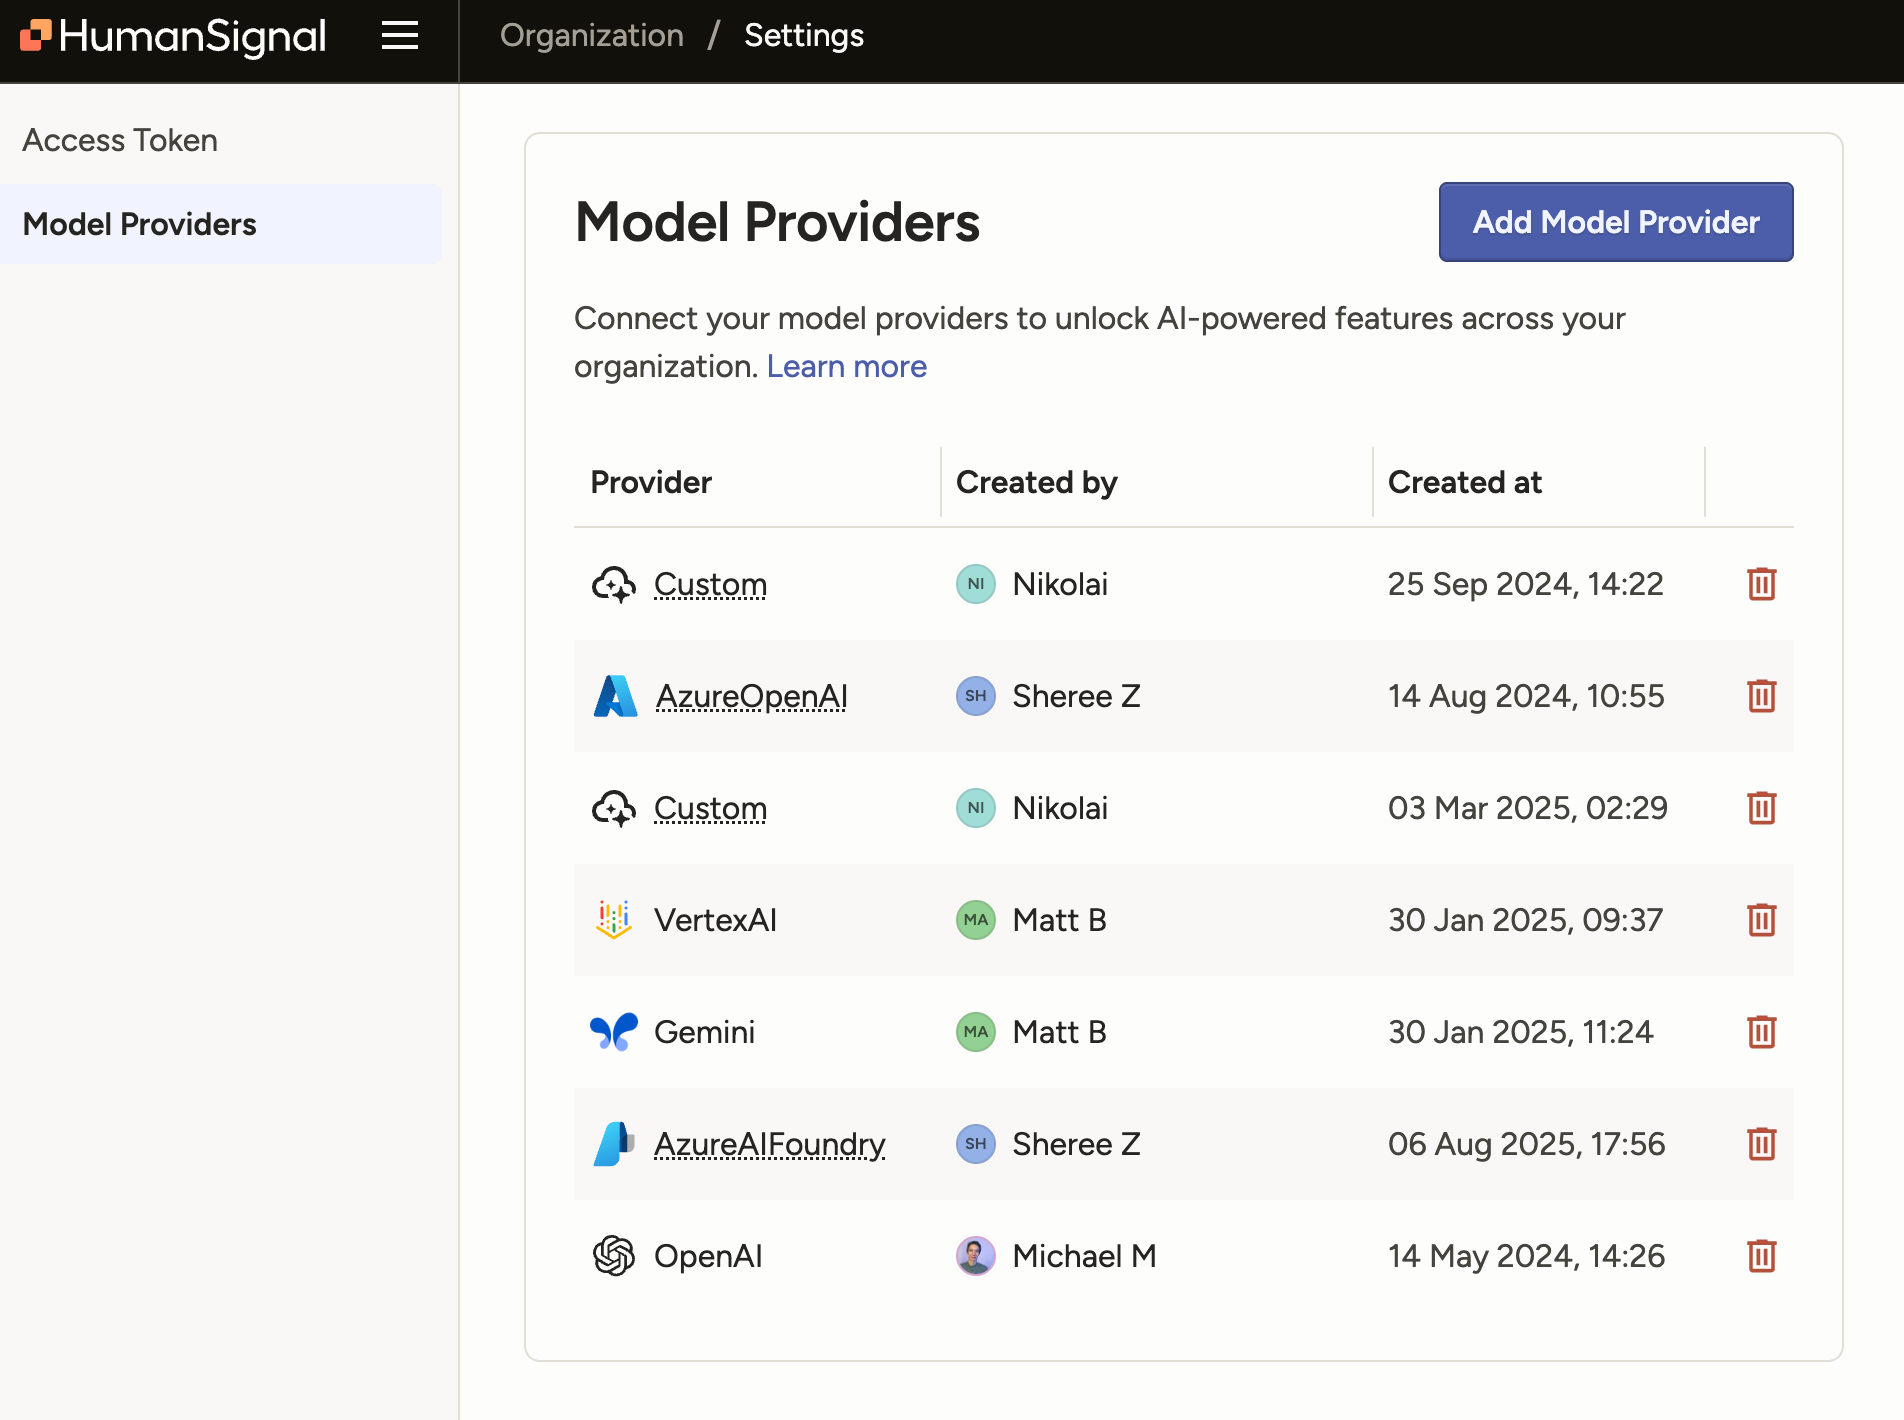 HumanSignal
Organization / Settings
Access Token
Model Providers
Model Providers
Add Model Provider
Connect your model providers to unlock AI-powered features across your
organization. Learn more
Provider Created by Created at
Custom NI Nikolai 25 Sep 2024, 14:22
AzureOpenAI SH Sheree Z 14 Aug 2024, 10:55
Custom NI Nikolai 03 Mar 2025, 02:29
VertexAI MA Matt B 30 Jan 2025, 09:37
Gemini MA Matt B 30 Jan 2025, 11:24
AzureAIFoundry SH Sheree Z 06 Aug 2025, 17:56
OpenAI Michael M 14 May 2024, 14:26